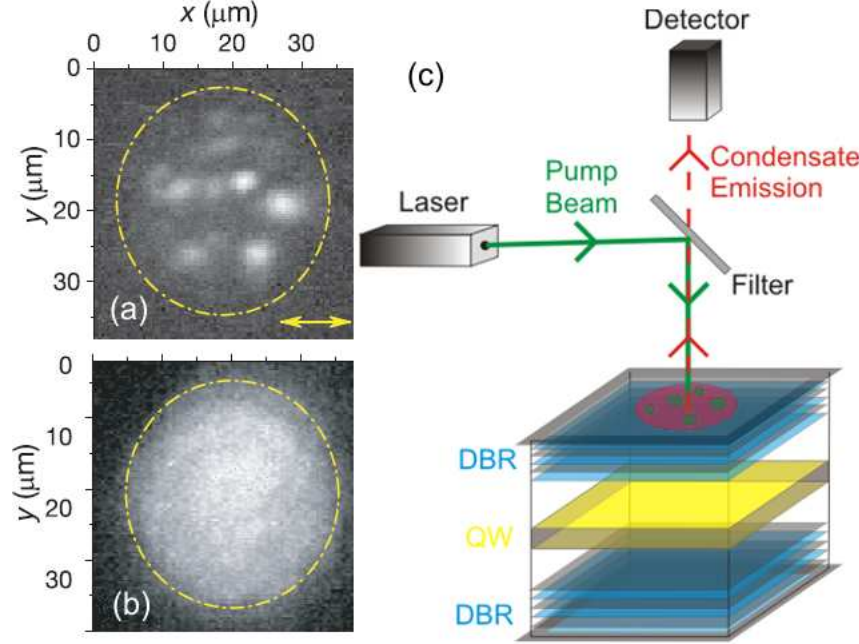 x (μm)
0 10 20 30
y (μm)
0
10
20
30
(a)
y (μm)
0
10
20
30
(b)
(c)
Detector
Condensate
Emission
Pump
Beam
Laser
Filter
DBR
QW
DBR